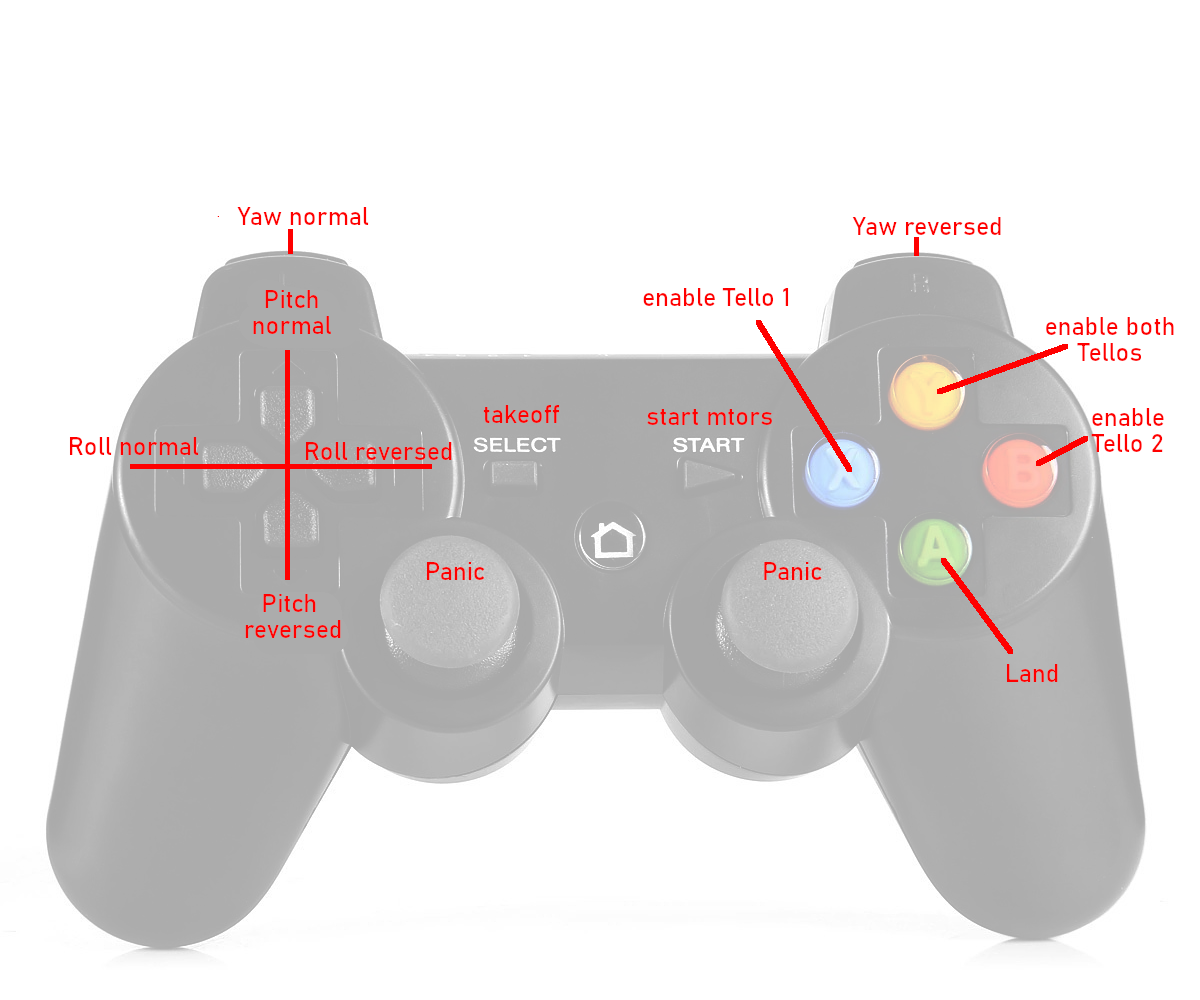 Yaw normal
Yaw reversed
Pitch
normal
enable Tello 1
enable both
Tellos
takeoff
SELECT
start mtors
START
enable
Tello 2
Roll normal
Roll reversed
Y
X
B
A
Panic
Panic
Pitch
reversed
Land